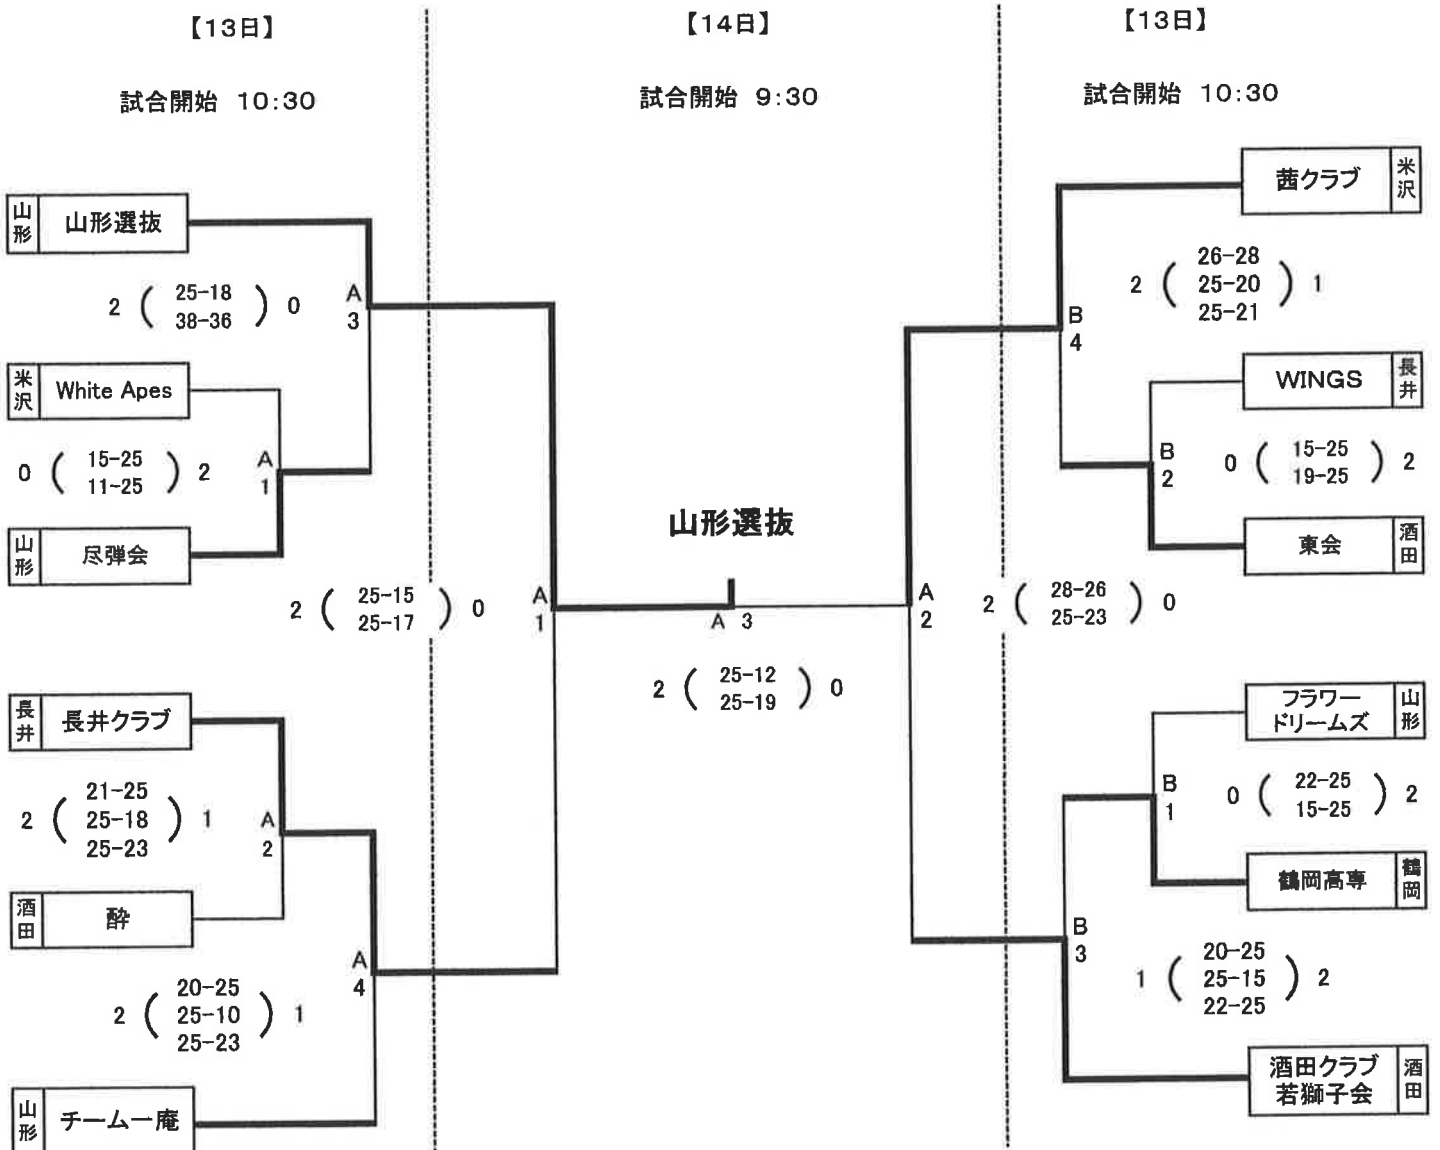 【13日】
【14日】
【13日】
試合開始 10:30
試合開始 9:30
試合開始 10:30
山形
山形選抜
2 ( 25-18 ) 0
38-36
A
3
米沢
White Apes
0 ( 15-25 ) 2
11-25
A
1
山形
尽弾会
2 ( 25-15 ) 0
25-17
A
1
長井
長井クラブ
2 ( 21-25
25-18 ) 1
25-23
A
2
酒田
酔
2 ( 20-25
25-10 ) 1
25-23
A
4
山形
チーム一庵
山形選抜
A 3
2 ( 25-12 ) 0
25-19
茜クラブ
米沢
2 ( 26-28
25-20 ) 1
25-21
B
4
WINGS
長井
0 ( 15-25 ) 2
19-25
B
2
東会
酒田
A
2
2 ( 28-26 ) 0
25-23
フラワー
ドリームズ
山形
0 ( 22-25 ) 2
15-25
B
1
鶴岡高専
鶴岡
B
3
1 ( 20-25
25-15 ) 2
22-25
酒田クラブ
若獅子会
酒田